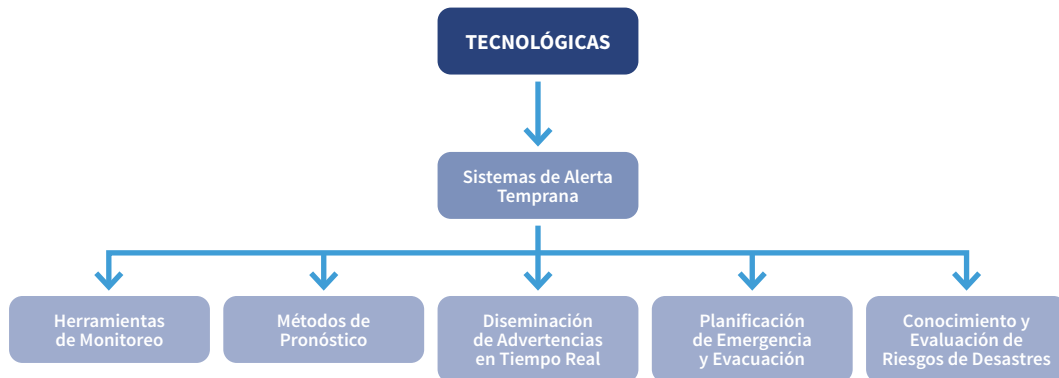 TECNOLÓGICAS
Sistemas de Alerta
Temprana
Herramientas
de Monitoreo
Métodos de
Pronóstico
Diseminación
de Advertencias
en Tiempo Real
Planificación
de Emergencia
y Evacuación
Conocimiento y
Evaluación de
Riesgos de Desastres